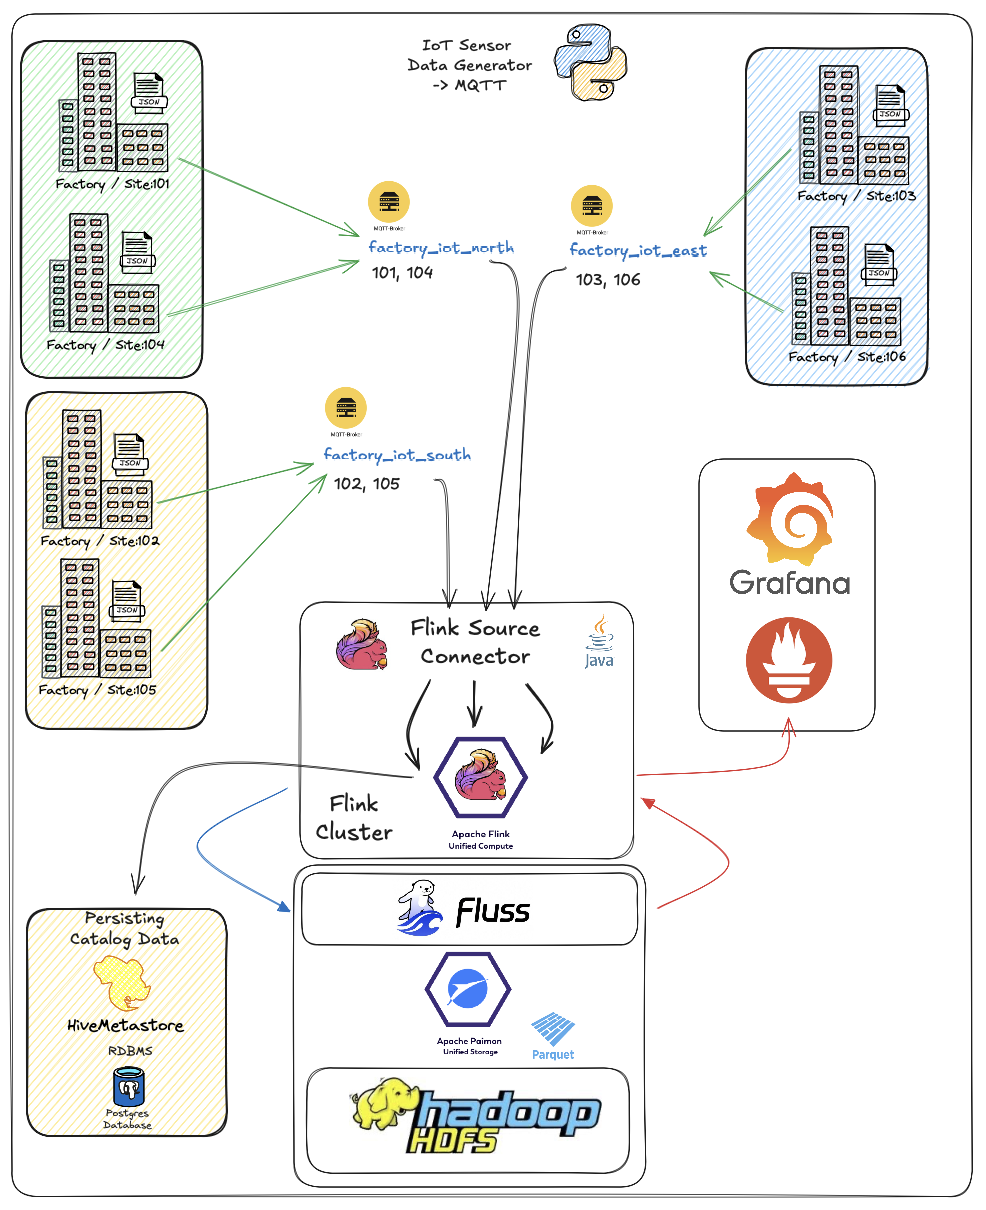 IoT Sensor
Data Generator
-> MQTT
JSON
Factory / Site:101
JSON
Factory / Site:104
JSON
Factory / Site:103
JSON
Factory / Site:106
MQTT-Broker
factory_iot_north
101, 104
MQTT-Broker
factory_iot_east
103, 106
JSON
Factory / Site:102
JSON
Factory / Site:105
MQTT-Broker
factory_iot_south
102, 105
Grafana
Flink Source
Connector
Java
Flink
Cluster
Apache Flink
Unified Compute
Persisting
Catalog Data
HiveMetastore
RDBMS
Postgres
Database
Fluss
Apache Paimon
Unified Storage
Parquet
hadoop
HDFS